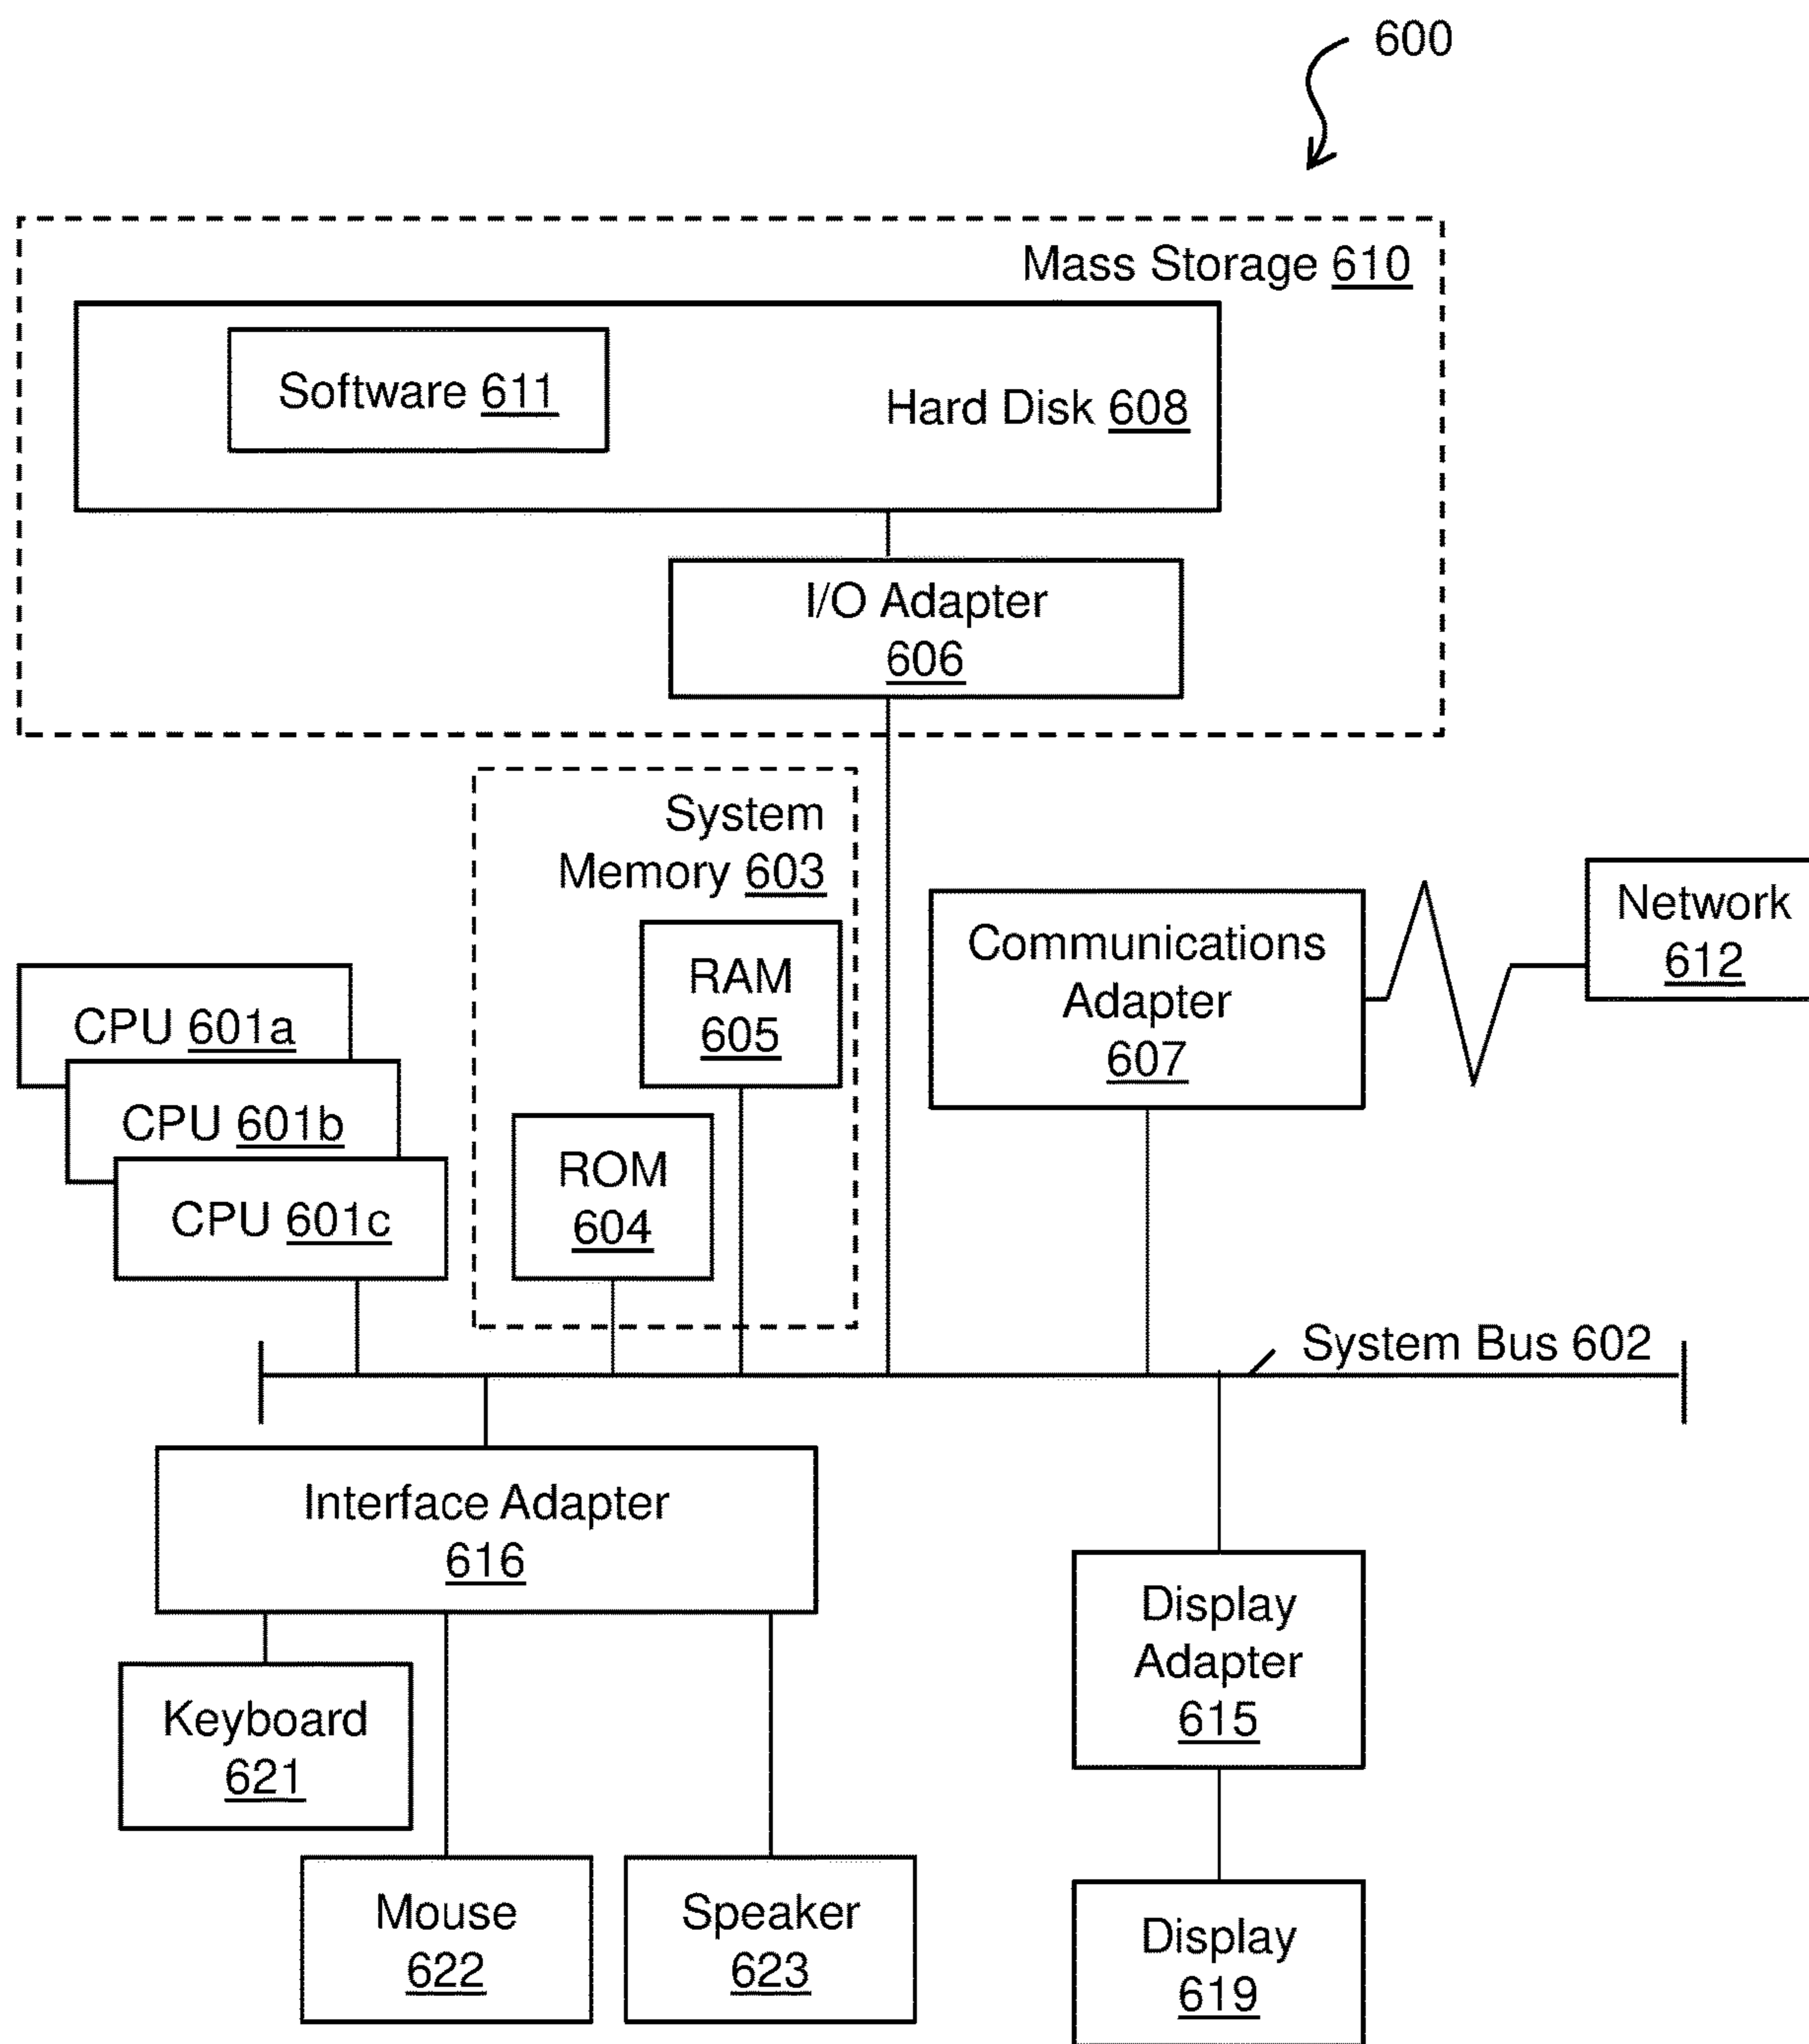 600
Mass Storage 610
Software 611
Hard Disk 608
I/O Adapter
606
System
Memory 603
RAM
605
ROM
604
CPU 601a
CPU 601b
CPU 601c
Communications
Adapter
607
Network
612
System Bus 602
Interface Adapter
616
Keyboard
621
Mouse
622
Speaker
623
Display
Adapter
615
Display
619